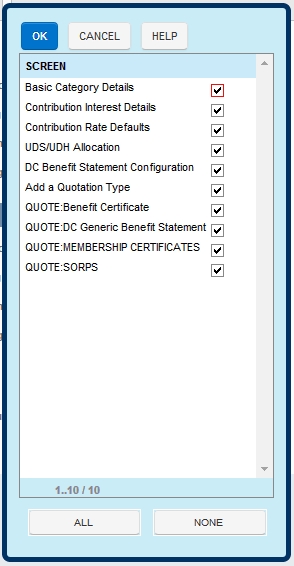 OK CANCEL HELP
SCREEN
Basic Category Details
Contribution Interest Details
Contribution Rate Defaults
UDS/UDH Allocation
DC Benefit Statement Configuration
Add a Quotation Type
QUOTE:Benefit Certificate
QUOTE:DC Generic Benefit Statement
QUOTE:MEMBERSHIP CERTIFICATES
QUOTE:SORPS
1..10 / 10
ALL NONE